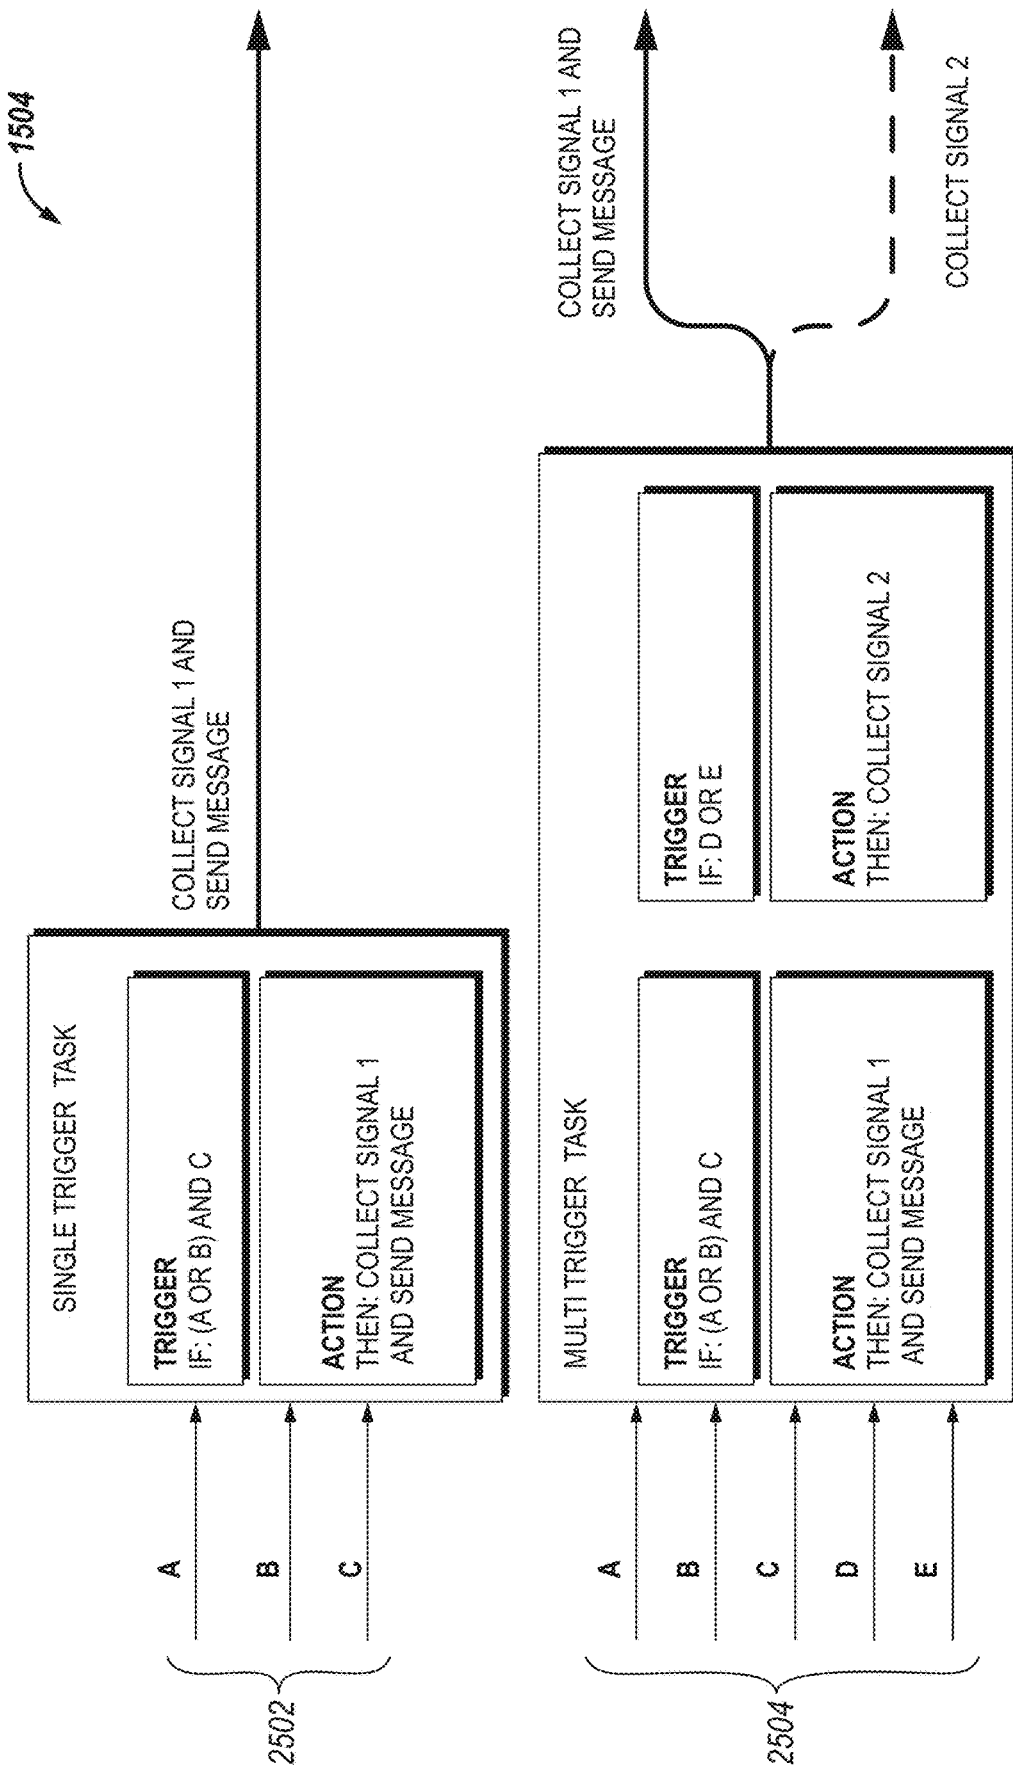 1504
SINGLE TRIGGER TASK
TRIGGER
IF: (A OR B) AND C
ACTION
THEN: COLLECT SIGNAL 1
AND SEND MESSAGE
A
B
C
2502
COLLECT SIGNAL 1 AND
SEND MESSAGE
MULTI TRIGGER TASK
TRIGGER
IF: (A OR B) AND C
ACTION
THEN: COLLECT SIGNAL 1
AND SEND MESSAGE
TRIGGER
IF: D OR E
ACTION
THEN: COLLECT SIGNAL 2
A
B
C
D
E
2504
COLLECT SIGNAL 1 AND
SEND MESSAGE
COLLECT SIGNAL 2